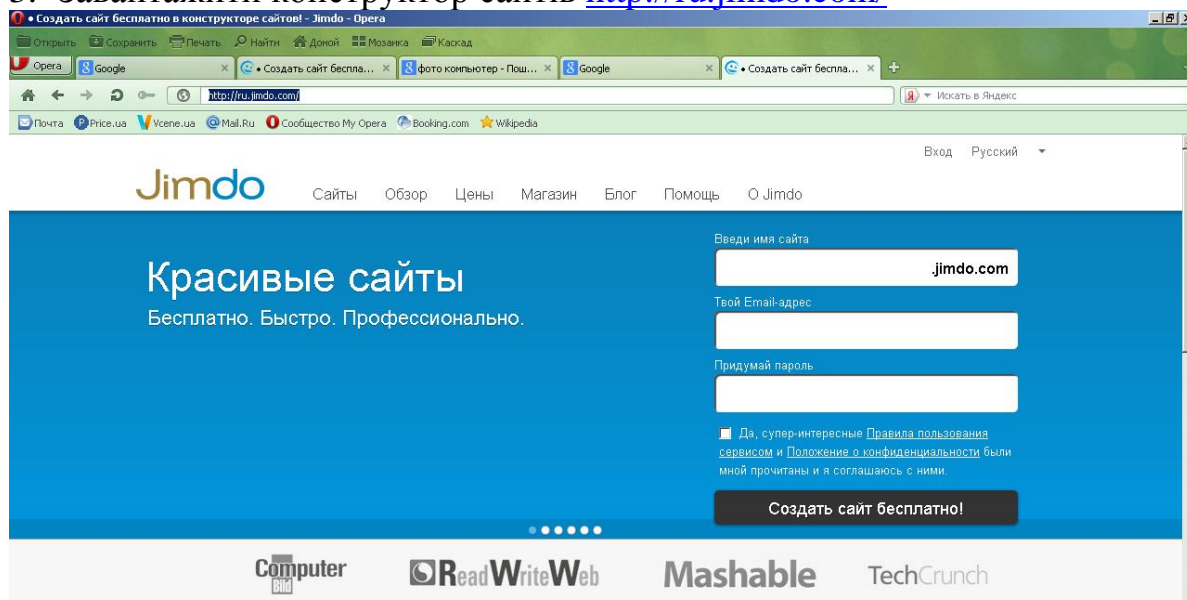 3. Завантажити конструктор сайтів http://ru.jimdo.com/
• Создать сайт бесплатно в конструкторе сайтов! - Jimdo - Opera
Открыть Сохранить Печать Найти Домой Мозаика Каскад
Opera Google • Создать сайт беспла... фото компьютер - Пош... Google • Создать сайт беспла...
http://ru.jimdo.com/ Искать в Яндекс
Почта Price.ua Vcene.ua Mail.Ru Сообщество My Opera Booking.com Wikipedia
Вход Русский
Jimdo Сайты Обзор Цены Магазин Блог Помощь О Jimdo
Введи имя сайта
.jimdo.com
Красивые сайты
Бесплатно. Быстро. Профессионально.
Твой Email-адрес
Придумай пароль
Да, супер-интересные Правила пользования
сервисом и Положение о конфиденциальности были
мной прочитаны и я соглашаюсь с ними.
Создать сайт бесплатно!
Computer Bild ReadWriteWeb Mashable TechCrunch